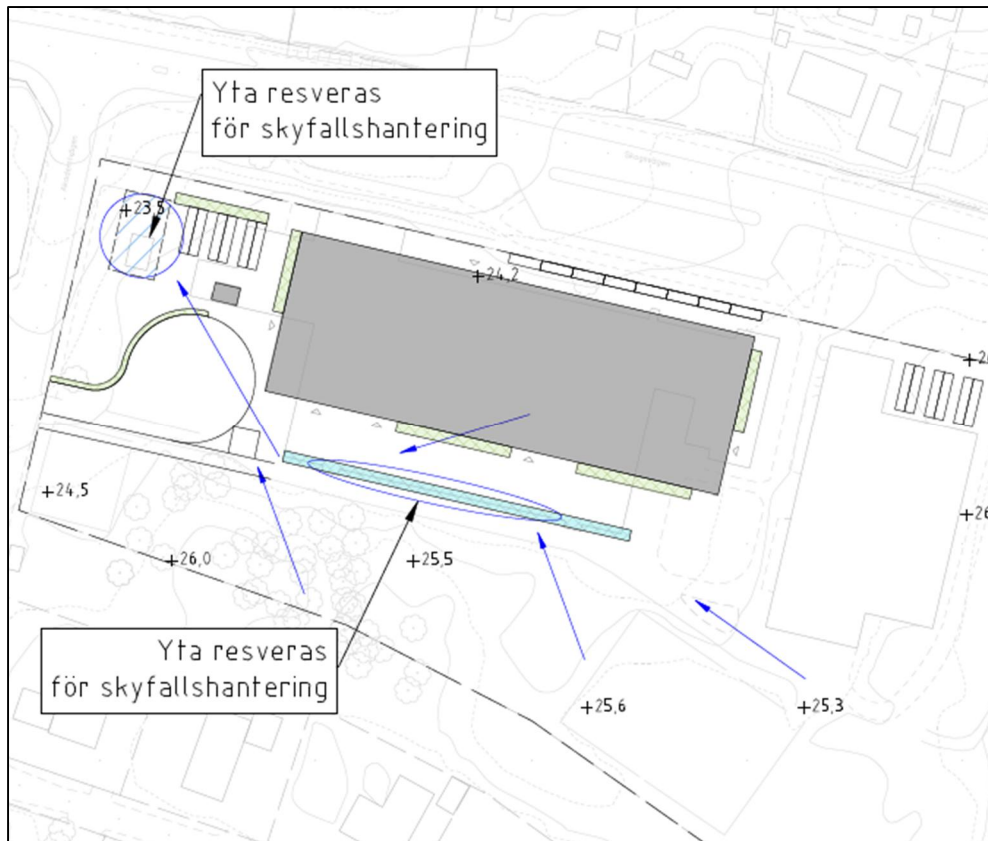 Yta resveras
för skyfallshantering
+23,5
+24,2
+24,5
+26,0
+25,5
Yta resveras
för skyfallshantering
+25,6
+25,3